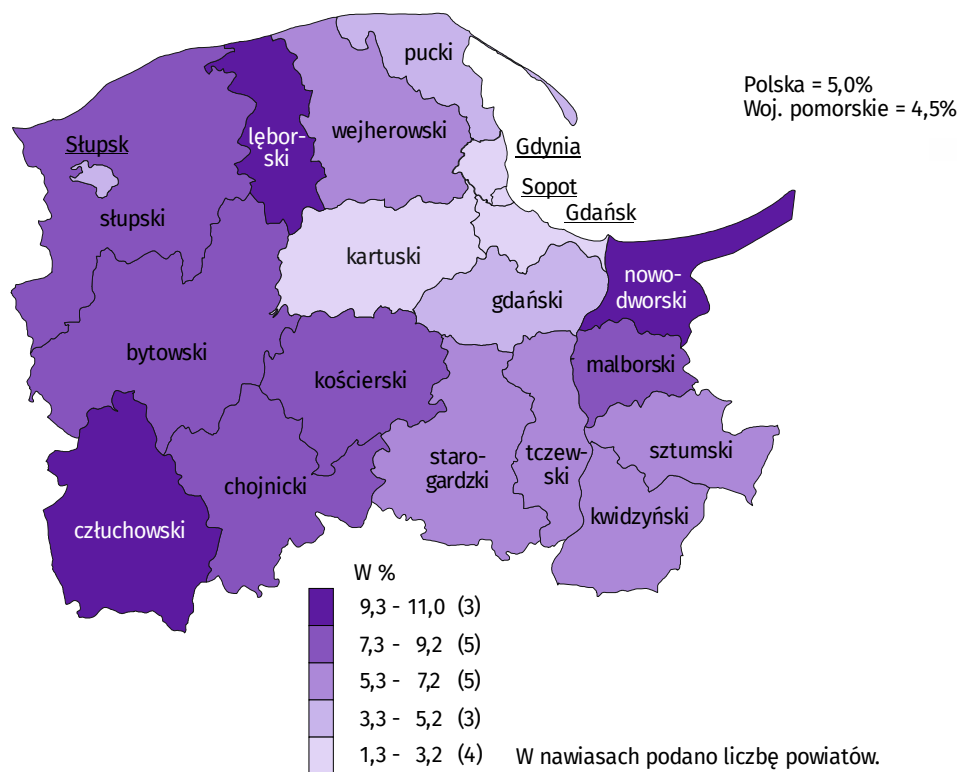 pucki
Polska = 5,0%
Woj. pomorskie = 4,5%
lębor-
ski
wejherowski
Słupsk
Gdynia
Sopot
Gdańsk
słupski
kartuski
nowo-
dworski
gdański
bytowski
kościerski
malborski
staro-
gardzki
tczew-
ski
sztumski
chojnicki
kwidzyński
człuchowski
W %
9,3 - 11,0 (3)
7,3 - 9,2 (5)
5,3 - 7,2 (5)
3,3 - 5,2 (3)
1,3 - 3,2 (4)
W nawiasach podano liczbę powiatów.